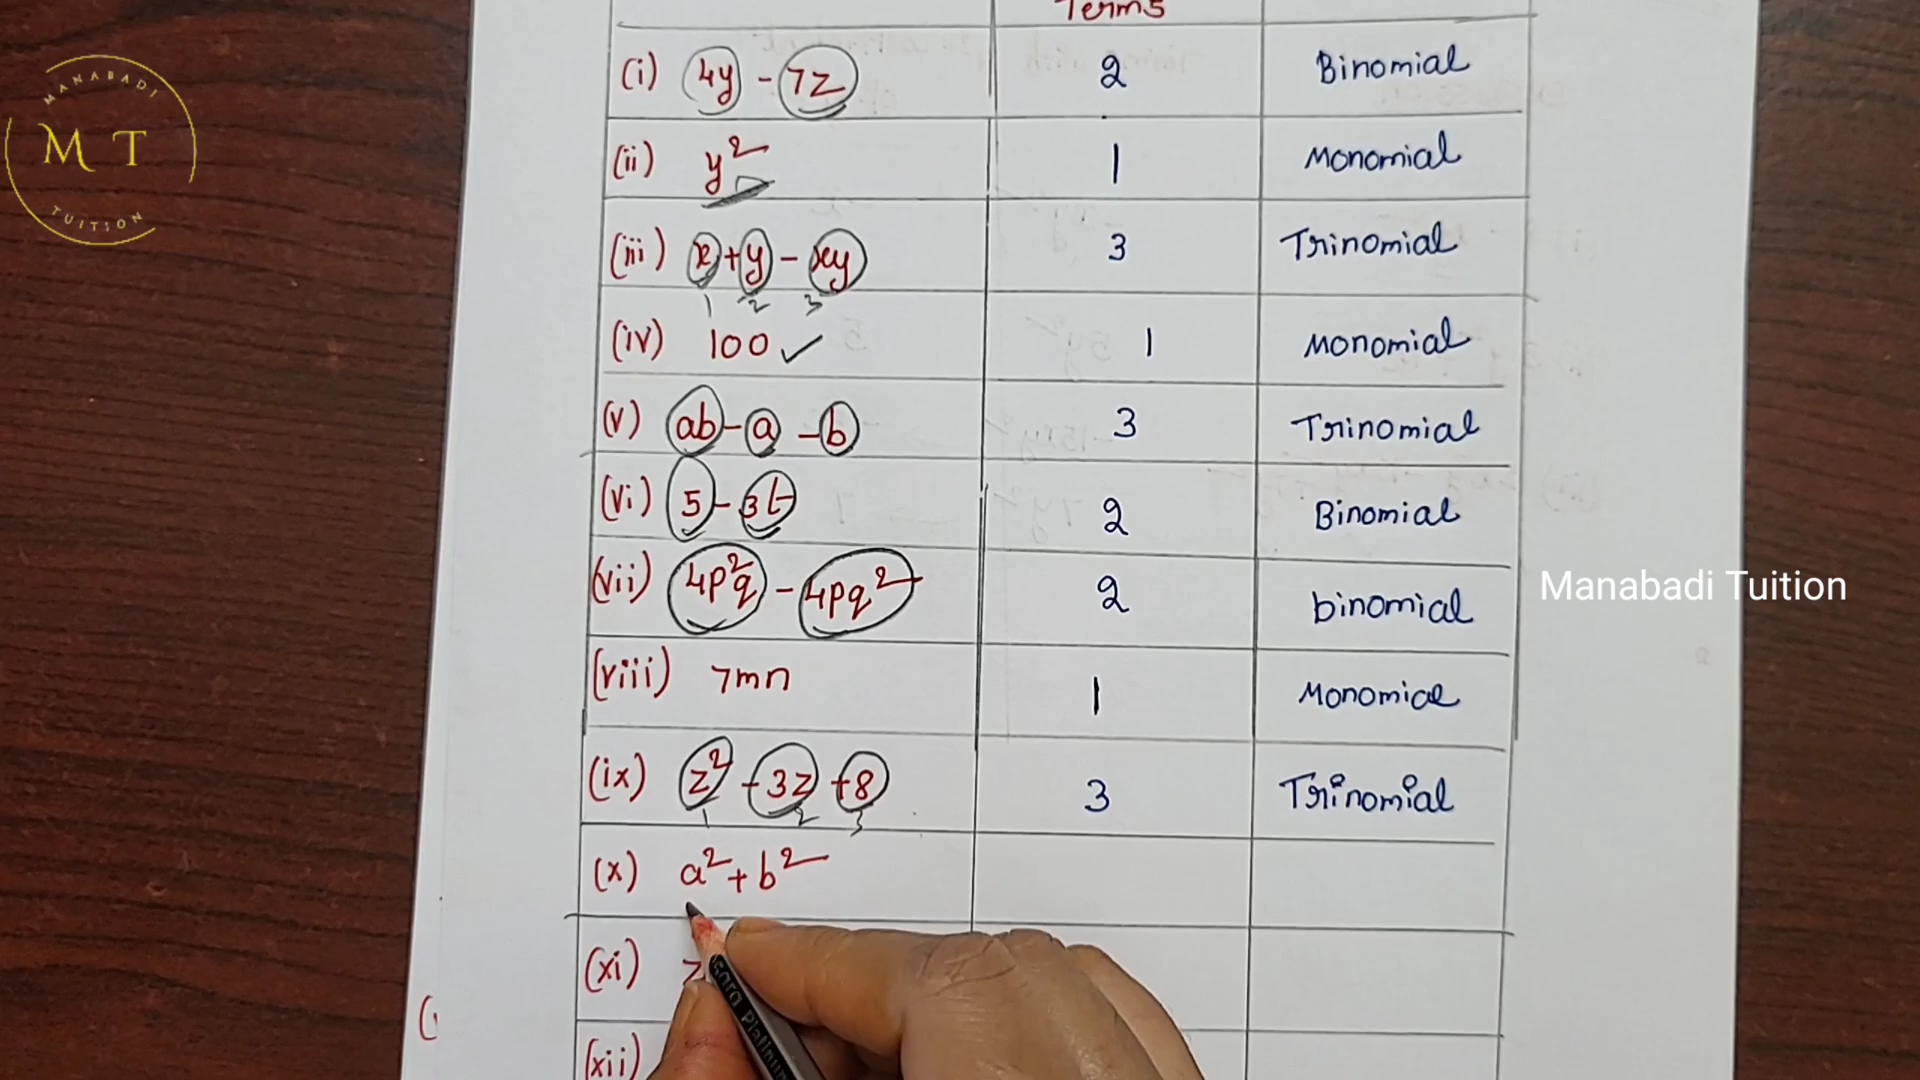 Terms
(i) 4y - 7z 2 Binomial
(ii) y² 1 Monomial
(iii) x + y - xy 3 Trinomial
1 2 3
(iv) 100 ✓ 1 Monomial
(v) ab - a - b 3 Trinomial
(vi) 5 - 3t 2 Binomial
(vii) 4p²q - 4pq² 2 binomial
(viii) 7mn 1 Monomial
(ix) z² - 3z + 8 3 Trinomial
1 2 3
(x) a² + b²
(xi) z
(xii)
MANABADI
M T
TUITION
Manabadi Tuition